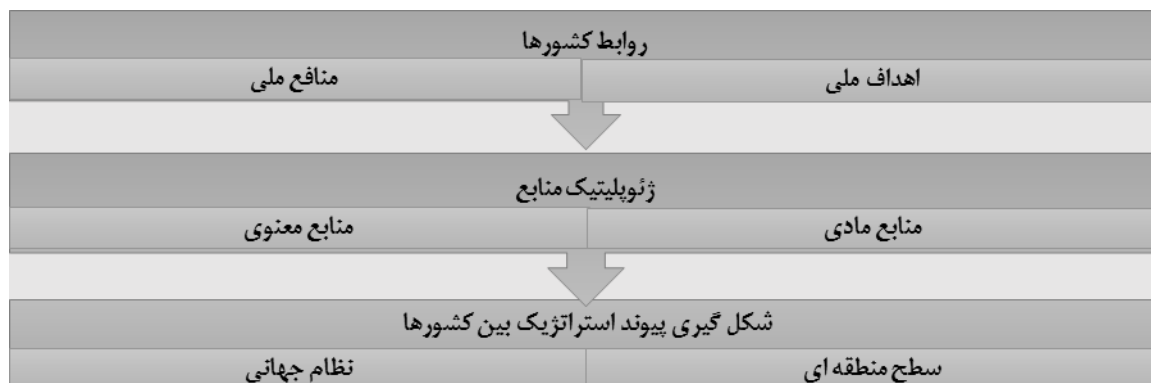 روابط کشورها
اهداف ملی
منافع ملی
ژئوپلیتیک منابع
منابع مادی
منابع معنوی
شکل گیری پیوند استراتژیک بین کشورها
سطح منطقه ای
نظام جهانی